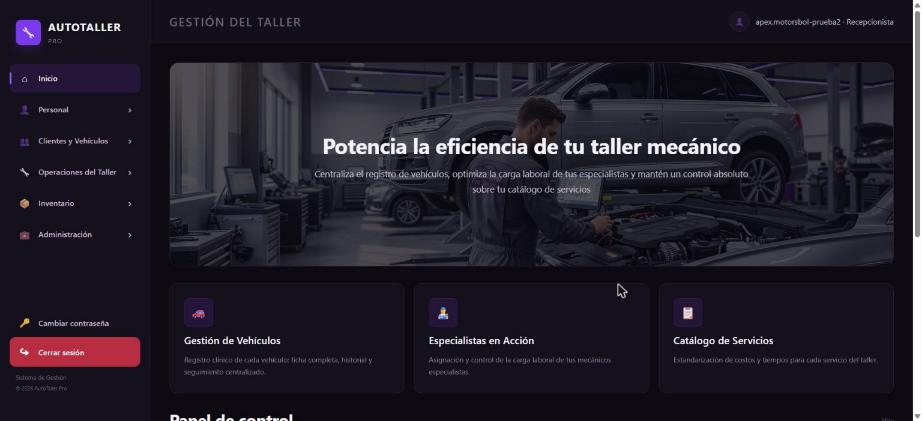 AUTOTALLER
PRO
Inicio
Personal
Clientes y Vehículos
Operaciones del Taller
Inventario
Administración
Cambiar contraseña
Cerrar sesión
Sistema de Gestión
© 2026 AutoTaller Pro
GESTIÓN DEL TALLER
apex.motorsbol-prueba2 · Recepcionista
Potencia la eficiencia de tu taller mecánico
Centraliza el registro de vehículos, optimiza la carga laboral de tus especialistas y mantén un control absoluto
sobre tu catálogo de servicios
Gestión de Vehículos
Registro clínico de cada vehículo: ficha completa, historial y
seguimiento centralizado.
Especialistas en Acción
Asignación y control de la carga laboral de tus mecánicos
especialistas.
Catálogo de Servicios
Estandarización de costos y tiempos para cada servicio del taller.
Panel de control